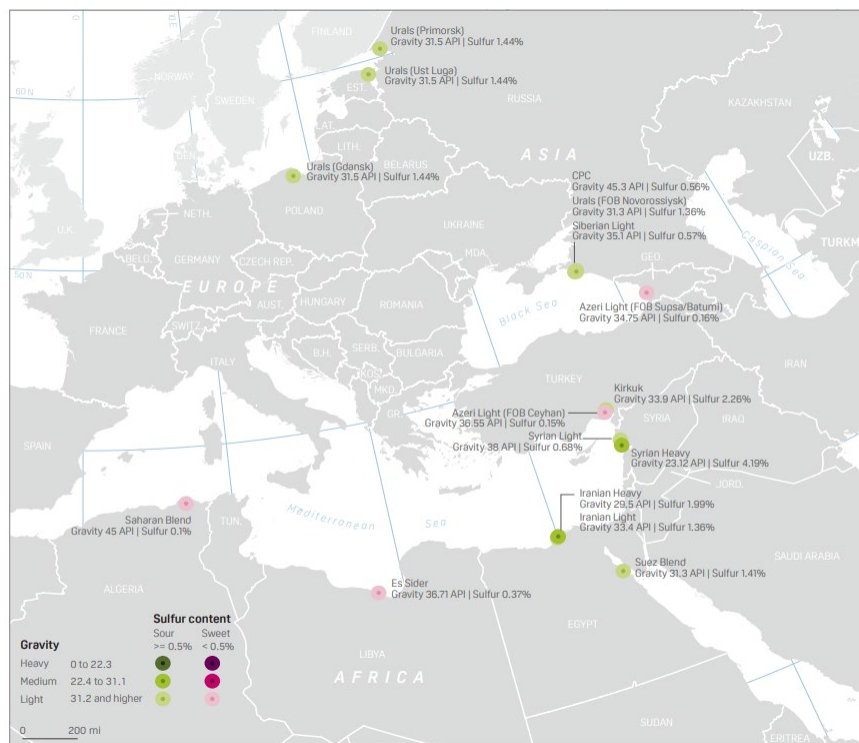 0
D.E.
FINLAND
Urals (Primorsk)
Gravity 31.5 API | Sulfur 1.44%
NORWAY
SWEDEN
Urals (Ust Luga)
Gravity 31.5 API | Sulfur 1.44%
EST.
RUSSIA
KAZAKHSTAN
60 N
LAT.
LITH.
DEN.
ASIA
UZB.
BELARUS
Urals (Gdansk)
Gravity 31.5 API | Sulfur 1.44%
POLAND
U.K.
NETH.
CPC
Gravity 45.3 API | Sulfur 0.56%
Urals (FOB Novorossiysk)
Gravity 31.3 API | Sulfur 1.36%
Siberian Light
Gravity 35.1 API | Sulfur 0.57%
UKRAINE
50 N
BELG.
GERMANY
CZECH REP.
MDA.
GEO.
Caspian Sea
TURKM
EUROPE
AUST.
HUNGARY
ROMANIA
Black Sea
Azeri Light (FOB Supsa/Batumi)
Gravity 34.75 API | Sulfur 0.16%
FRANCE
SWITZ.
B.H.
SERB.
BULGARIA
ITALY
KOS.
MKD.
IRAN
TURKEY
GR
Kirkuk
Gravity 33.9 API | Sulfur 2.26%
Azeri Light (FOB Ceyhan)
Gravity 36.55 API | Sulfur 0.15%
SYRIA
IRAQ
SPAIN
Syrian Light
Gravity 38 API | Sulfur 0.68%
Syrian Heavy
Gravity 23.12 API | Sulfur 4.19%
JORD.
Iranian Heavy
Gravity 29.5 API | Sulfur 1.99%
Iranian Light
Gravity 33.4 API | Sulfur 1.36%
Mediterranean Sea
Saharan Blend
Gravity 45 API | Sulfur 0.1%
TUN.
SAUDI ARABIA
Suez Blend
Gravity 31.3 API | Sulfur 1.41%
ALGERIA
Es Sider
Gravity 36.71 API | Sulfur 0.37%
EGYPT
LIBYA
AFRICA
SUDAN
ERITREA
Sulfur content
Gravity
Sour
>= 0.5%
Sweet
< 0.5%
Heavy 0 to 22.3
Medium 22.4 to 31.1
Light 31.2 and higher
0 200 mi